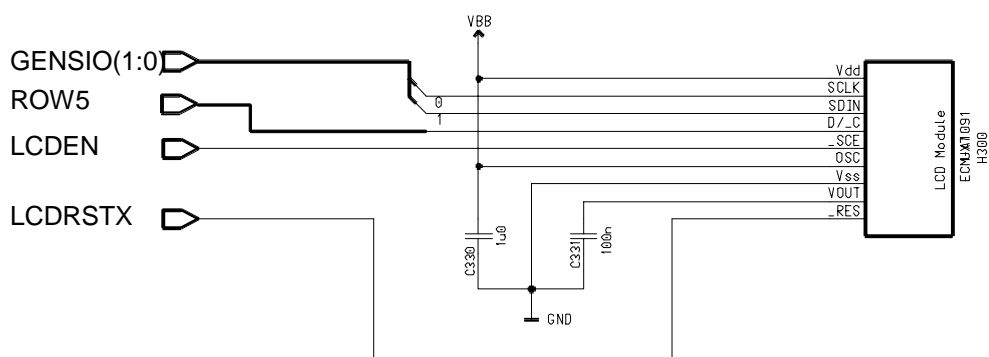 VBB
GENSIO(1:0)
ROW5
LCDEN
LCDRSTX
0
1
Vdd
SCLK
SDIN
D/_C
_SCE
OSC
Vss
VOUT
_RES
LCD Module
H300
C330
1u0
C331
100n
GND